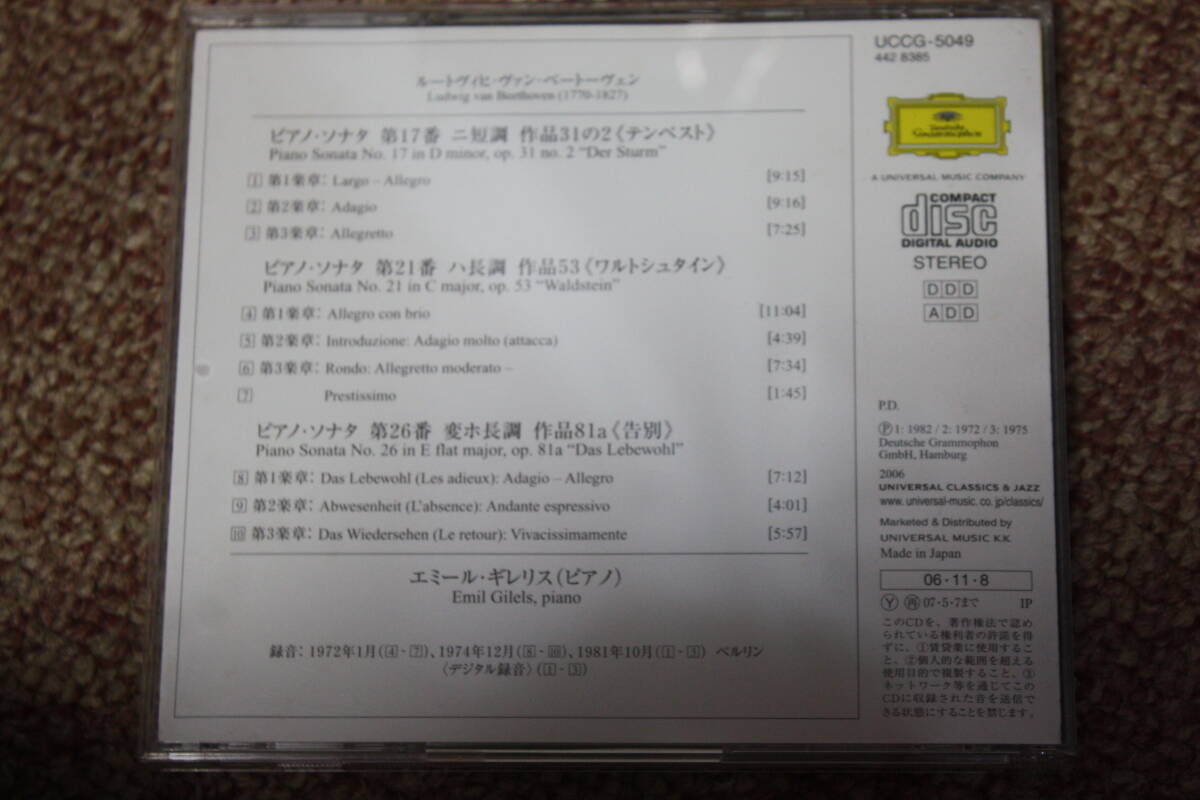 ルートヴィヒ・ヴァン・ベートーヴェン
Ludwig van Beethoven (1770-1827)
ピアノ・ソナタ 第17番 ニ短調 作品31の2《テンペスト》
Piano Sonata No. 17 in D minor, op. 31 no. 2 “Der Sturm”
1 第1楽章: Largo – Allegro [9:15]
2 第2楽章: Adagio [9:16]
3 第3楽章: Allegretto [7:25]
ピアノ・ソナタ 第21番 ハ長調 作品53《ワルトシュタイン》
Piano Sonata No. 21 in C major, op. 53 “Waldstein”
4 第1楽章: Allegro con brio [11:04]
5 第2楽章: Introduzione: Adagio molto (attacca) [4:39]
6 第3楽章: Rondo: Allegretto moderato – [7:34]
7 Prestissimo [1:45]
ピアノ・ソナタ 第26番 変ホ長調 作品81a《告別》
Piano Sonata No. 26 in E flat major, op. 81a “Das Lebewohl”
8 第1楽章: Das Lebewohl (Les adieux): Adagio – Allegro [7:12]
9 第2楽章: Abwesenheit (L'absence): Andante espressivo [4:01]
10 第3楽章: Das Wiedersehen (Le retour): Vivacissimamente [5:57]
エミール・ギレリス(ピアノ)
Emil Gilels, piano
録音: 1972年1月(4-7)、1974年12月(8-10)、1981年10月(1-3) ベルリン
〈デジタル録音〉(1-3)
UCCG-5049
442 8385
Deutsche
Grammophon
A UNIVERSAL MUSIC COMPANY
COMPACT
disc
DIGITAL AUDIO
STEREO
DDD
ADD
P.D.
Ⓟ 1: 1982 / 2: 1972 / 3: 1975
Deutsche Grammophon
GmbH, Hamburg
2006
UNIVERSAL CLASSICS & JAZZ
www. universal-music. co. jp/classics/
Marketed & Distributed by
UNIVERSAL MUSIC K.K.
Made in Japan
06・11・8
Ⓨ 再 07・5・7まで 1P
このCDを、著作権法で認め
られている権利者の許諾を得
ずに、①賃貸業に使用するこ
と、②個人的な範囲を超える
使用目的で複製すること、③
ネットワーク等を通じてこの
CDに収録された音を送信で
きる状態にすることを禁じます。